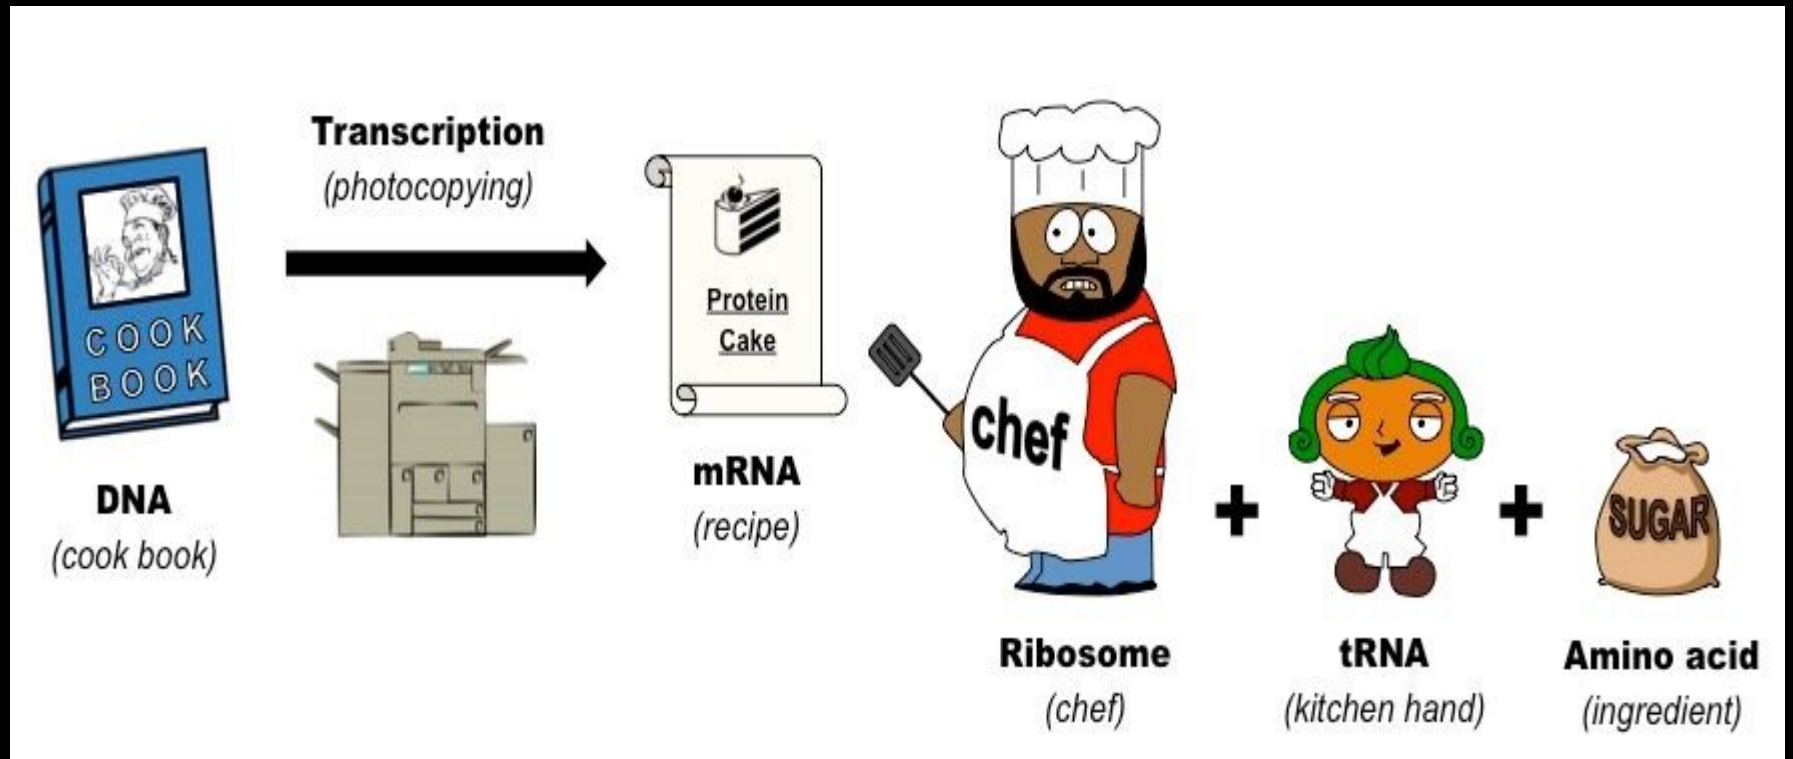 COOK
BOOK
DNA
(cook book)
Transcription
(photocopying)
Protein
Cake
mRNA
(recipe)
chef
Ribosome
(chef)
+
tRNA
(kitchen hand)
+
SUGAR
Amino acid
(ingredient)